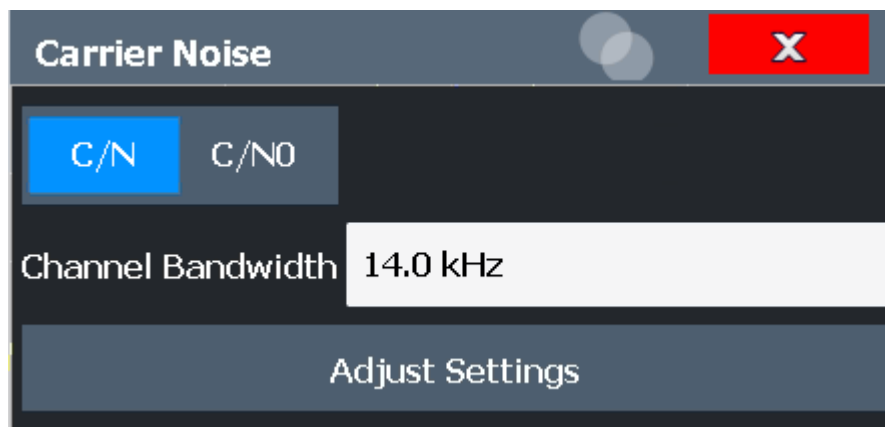 Carrier Noise X
C/N C/N0
Channel Bandwidth 14.0 kHz
Adjust Settings